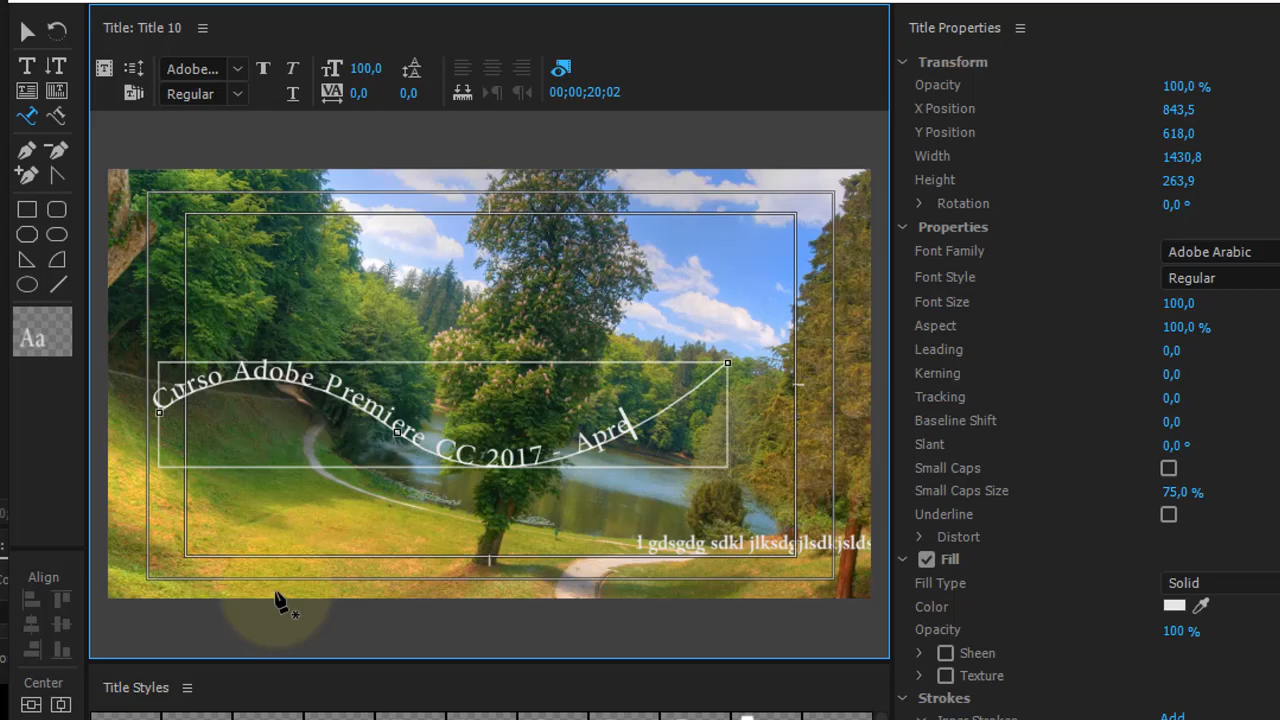 Title: Title 10
Title Properties
Transform
Opacity 100,0 %
X Position 843,5
Y Position 618,0
Width 1430,8
Height 263,9
Rotation 0,0 º
Properties
Font Family Adobe Arabic
Font Style Regular
Font Size 100,0
Aspect 100,0 %
Leading 0,0
Kerning 0,0
Tracking 0,0
Baseline Shift 0,0
Slant 0,0 º
Small Caps
Small Caps Size 75,0 %
Underline
Distort
Fill
Fill Type Solid
Color
Opacity 100 %
Sheen
Texture
Strokes
Adobe... T T 100,0
Regular T VA 0,0 0,0 00;00;20;02
Curso Adobe Premiere CC 2017 - Apre
l gdsgdg sdkl jlksdgjlsdkjslds
Aa
Align
Center
Title Styles